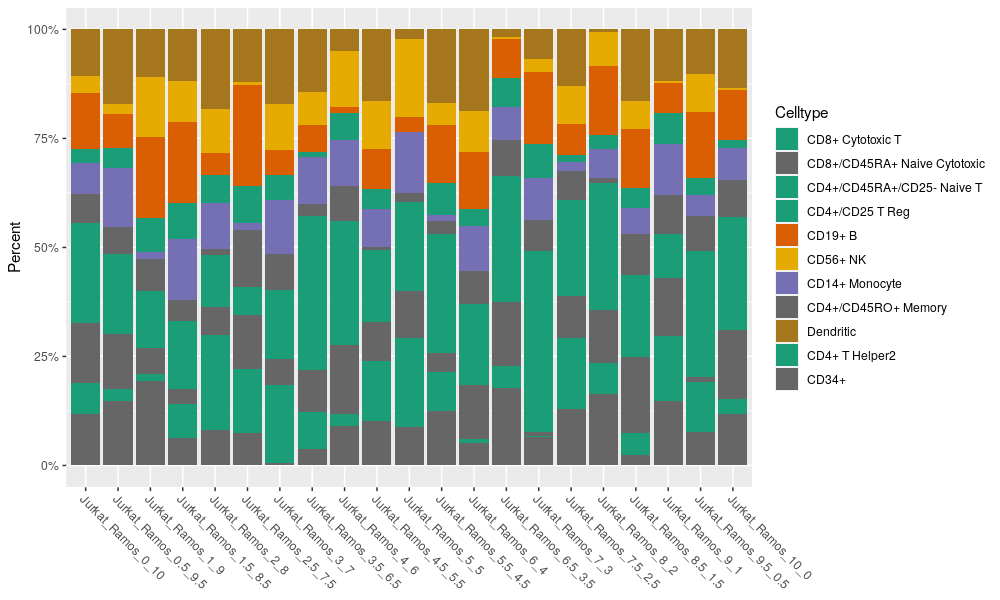 100%
75%
50%
25%
0%
Percent
Jurkat_Ramos_0_10
Jurkat_Ramos_0.5_9.5
Jurkat_Ramos_1_9
Jurkat_Ramos_1.5_8.5
Jurkat_Ramos_2_8
Jurkat_Ramos_2.5_7.5
Jurkat_Ramos_3_7
Jurkat_Ramos_3.5_6.5
Jurkat_Ramos_4_6
Jurkat_Ramos_4.5_5.5
Jurkat_Ramos_5_5
Jurkat_Ramos_5.5_4.5
Jurkat_Ramos_6_4
Jurkat_Ramos_6.5_3.5
Jurkat_Ramos_7_3
Jurkat_Ramos_7.5_2.5
Jurkat_Ramos_8_2
Jurkat_Ramos_8.5_1.5
Jurkat_Ramos_9_1
Jurkat_Ramos_9.5_0.5
Jurkat_Ramos_10_0
Celltype
CD8+ Cytotoxic T
CD8+/CD45RA+ Naive Cytotoxic
CD4+/CD45RA+/CD25- Naive T
CD4+/CD25 T Reg
CD19+ B
CD56+ NK
CD14+ Monocyte
CD4+/CD45RO+ Memory
Dendritic
CD4+ T Helper2
CD34+